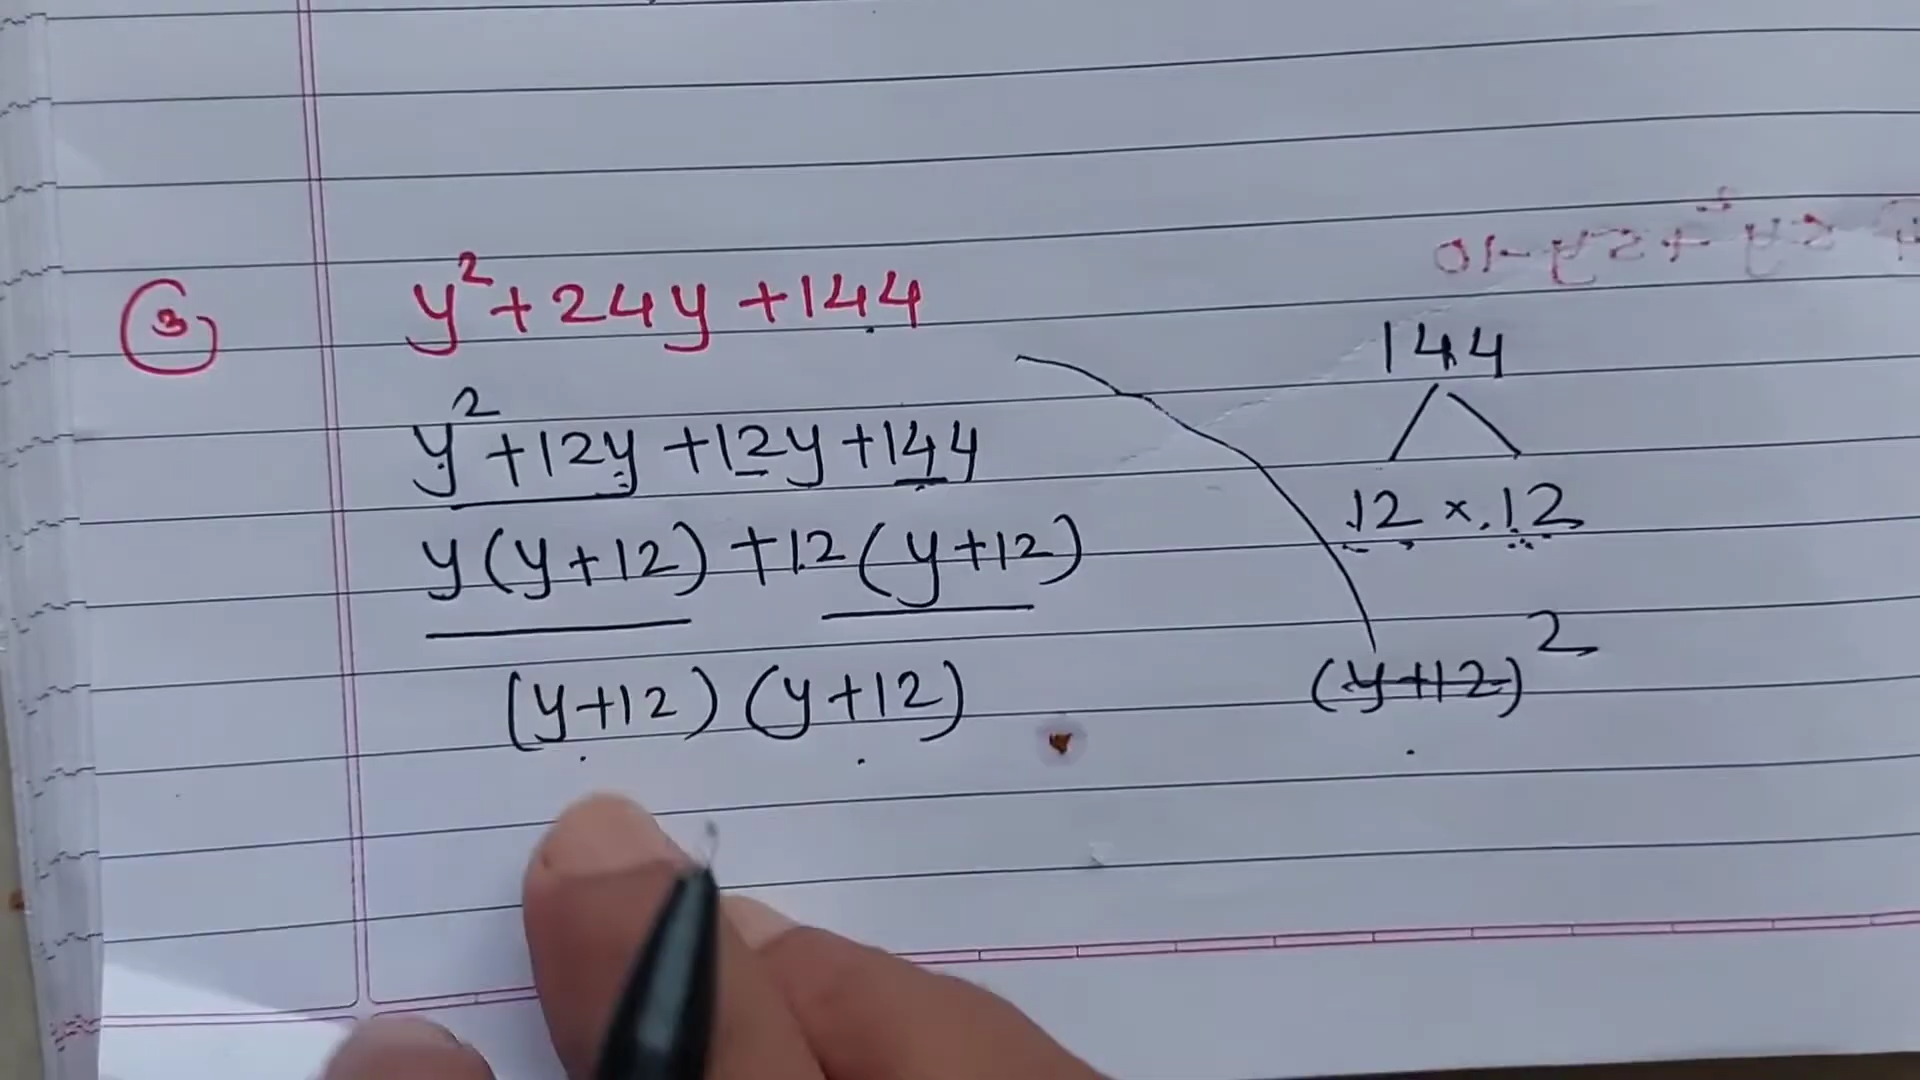 3 y² + 24y + 144
y² + 12y + 12y + 144
y(y+12) + 12(y+12)
(y+12) (y+12)
144
12 × 12
(y+12)²